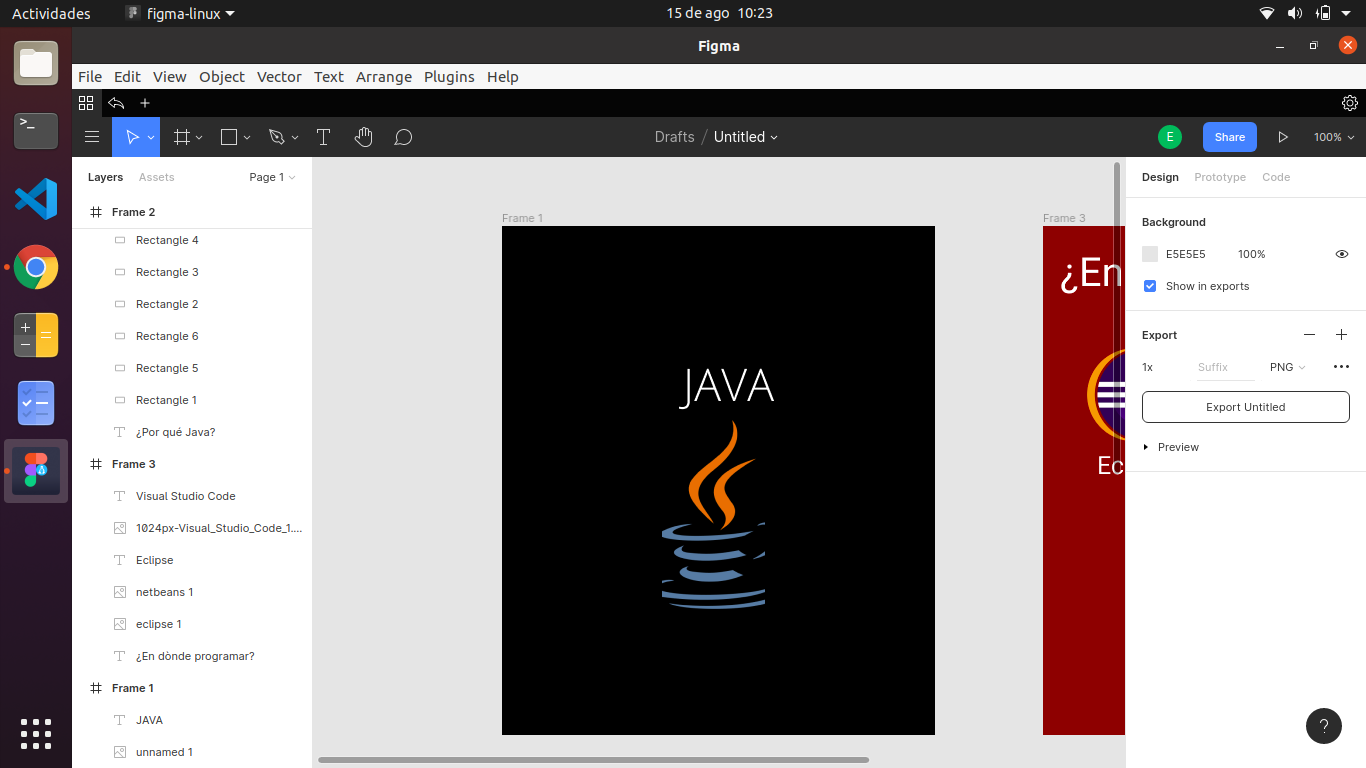 Actividades figma-linux 15 de ago 10:23
Figma
File Edit View Object Vector Text Arrange Plugins Help
Drafts / Untitled E Share 100%
Layers Assets Page 1
Frame 2
Rectangle 4
Rectangle 3
Rectangle 2
Rectangle 6
Rectangle 5
Rectangle 1
¿Por qué Java?
Frame 3
Visual Studio Code
1024px-Visual_Studio_Code_1....
Eclipse
netbeans 1
eclipse 1
¿En dònde programar?
Frame 1
JAVA
unnamed 1
Frame 1
JAVA
Frame 3
¿En
Ec
Design Prototype Code
Background
E5E5E5 100%
Show in exports
Export
1x Suffix PNG
Export Untitled
Preview
?